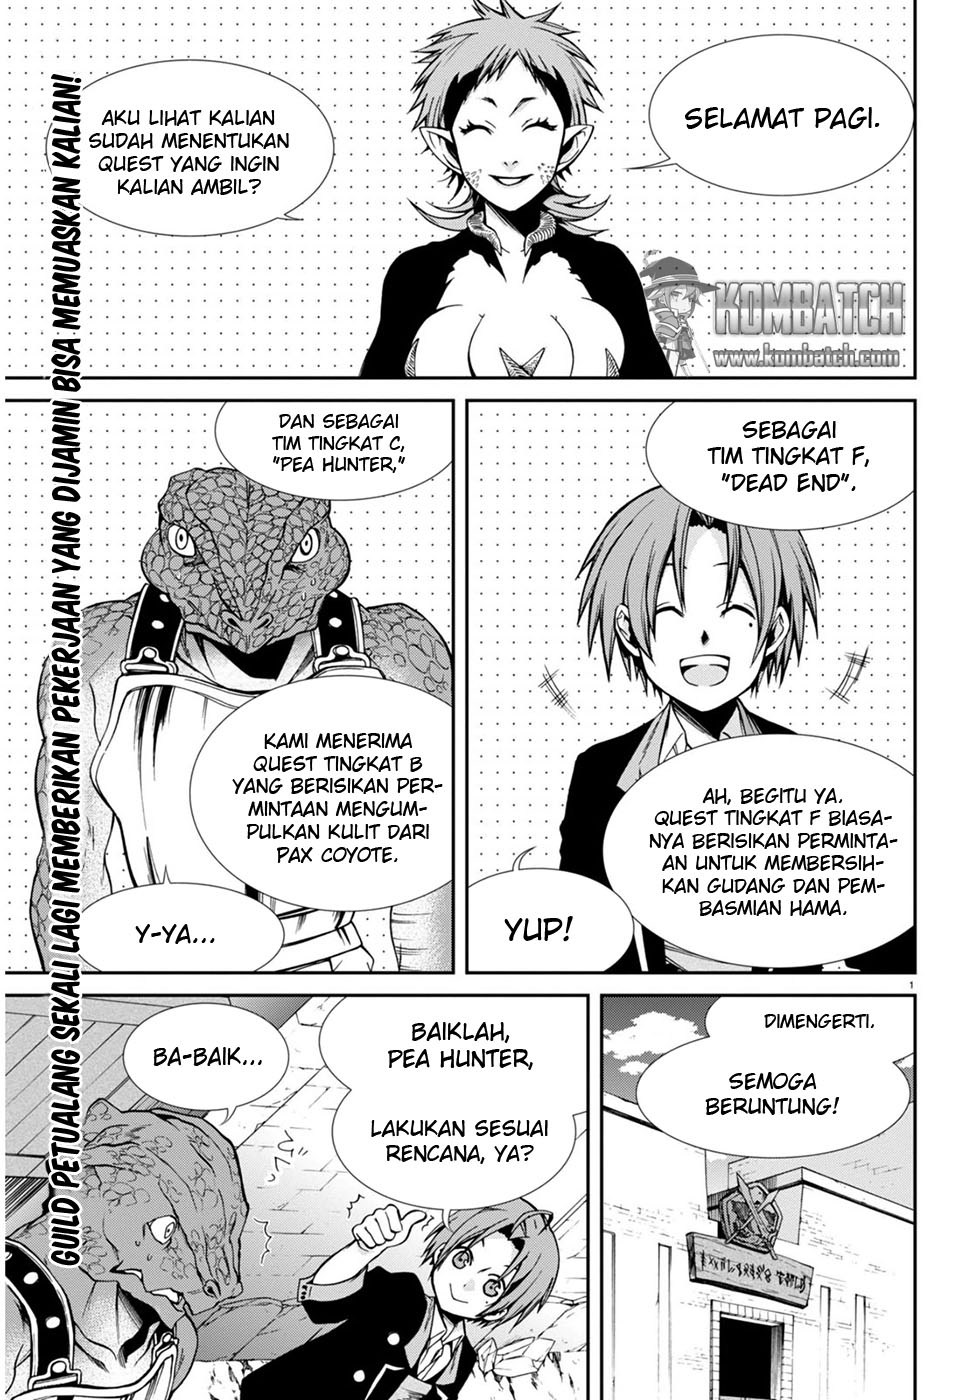 GUILD PETUALANG SEKALI LAGI MEMBERIKAN PEKERJAAN YANG DIJAMIN BISA MEMUASKAN KALIAN!
SELAMAT PAGI.
AKU LIHAT KALIAN
SUDAH MENENTUKAN
QUEST YANG INGIN
KALIAN AMBIL?
KOMBATCH
www.kombatch.com
SEBAGAI
TIM TINGKAT F,
"DEAD END".
AH, BEGITU YA.
QUEST TINGKAT F BIASA-
NYA BERISIKAN PERMINTA-
AN UNTUK MEMBERSIH-
KAN GUDANG DAN PEM-
BASMIAN HAMA.
YUP!
DAN SEBAGAI
TIM TINGKAT C,
"PEA HUNTER,"
KAMI MENERIMA
QUEST TINGKAT B
YANG BERISIKAN PER-
MINTAAN MENGUM-
PULKAN KULIT DARI
PAX COYOTE.
Y-YA...
1
DIMENGERTI.
SEMOGA
BERUNTUNG!
BAIKLAH,
PEA HUNTER,
LAKUKAN SESUAI
RENCANA, YA?
BA-BAIK...